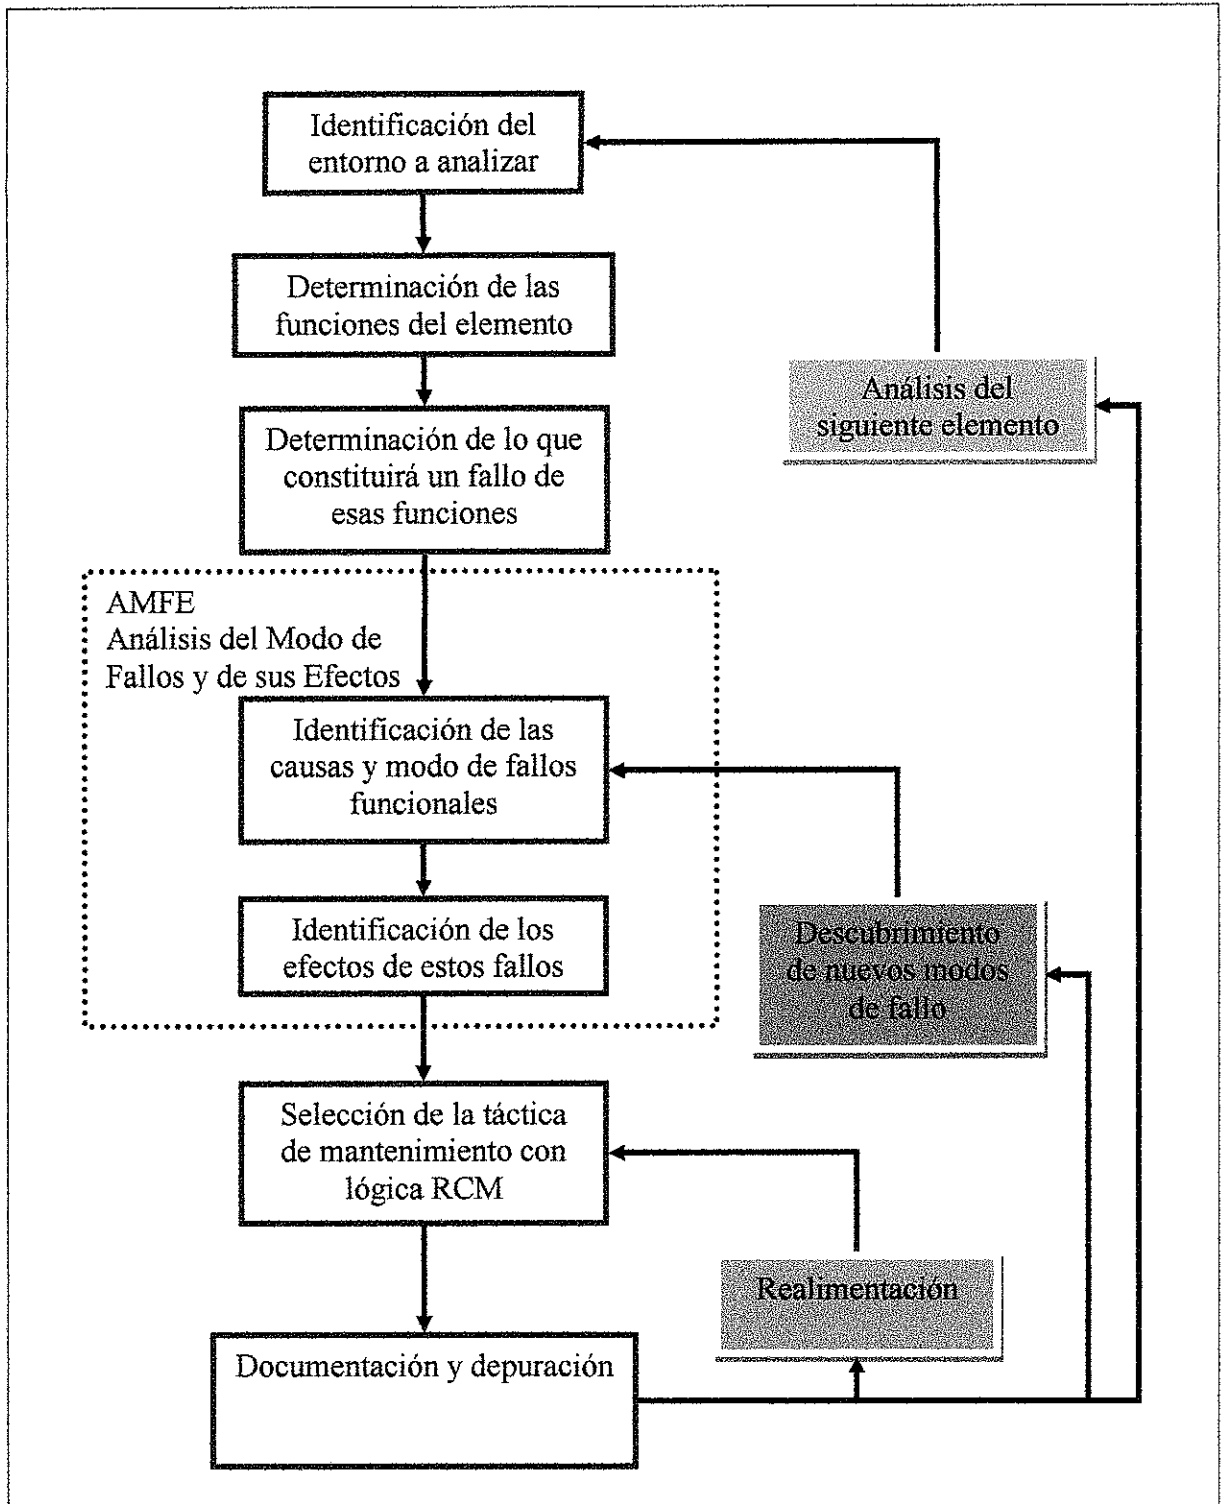 Identificación del
entorno a analizar
Determinación de las
funciones del elemento
Análisis del
siguiente elemento
Determinación de lo que
constituirá un fallo de
esas funciones
AMFE
Análisis del Modo de
Fallos y de sus Efectos
Identificación de las
causas y modo de fallos
funcionales
Identificación de los
efectos de estos fallos
Descubrimiento
de nuevos modos
de fallo
Selección de la táctica
de mantenimiento con
lógica RCM
Realimentación
Documentación y depuración